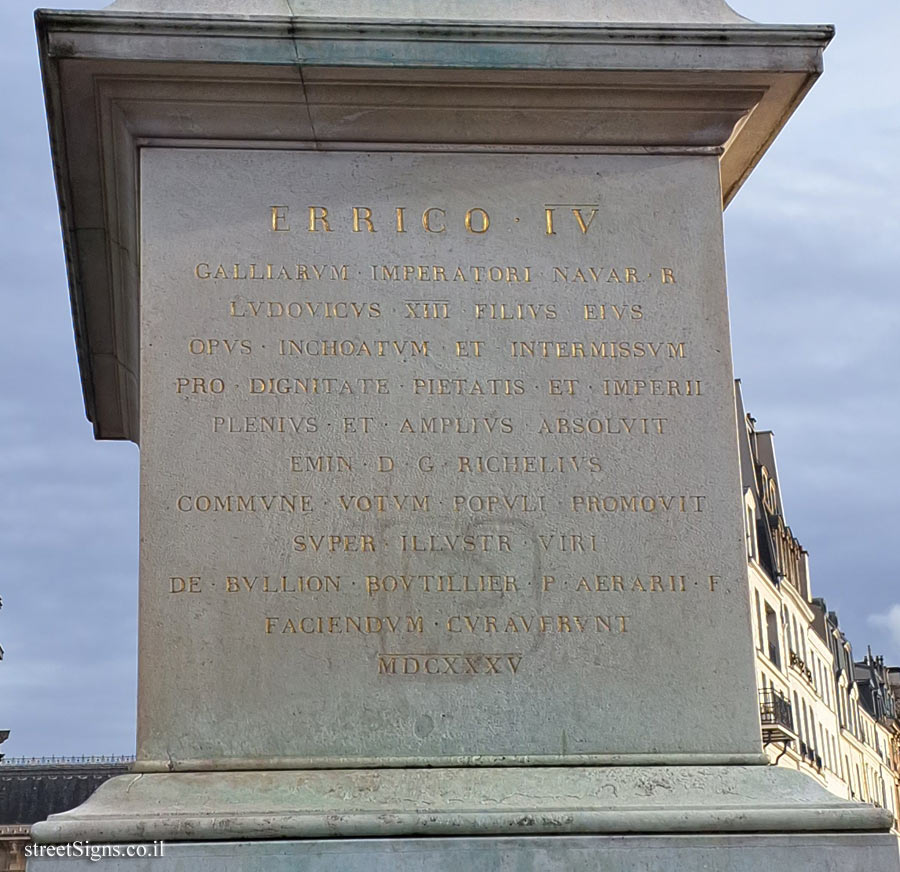 ERRICO · IV
GALLIARVM · IMPERATORI · NAVAR · R
LVDOVICVS · XIII · FILIVS · EIVS
OPVS · INCHOATVM · ET · INTERMISSVM
PRO · DIGNITATE · PIETATIS · ET · IMPERII
PLENIVS · ET · AMPLIVS · ABSOLVIT
EMIN · D · G · RICHELIVS
COMMVNE · VOTVM · POPVLI · PROMOVIT
SVPER · ILLVSTR · VIRI
DE · BVLLION · BOVTILLIER · P · AERARII · F
FACIENDVM · CVRAVERVNT
MDCXXXV
streetSigns.co.il